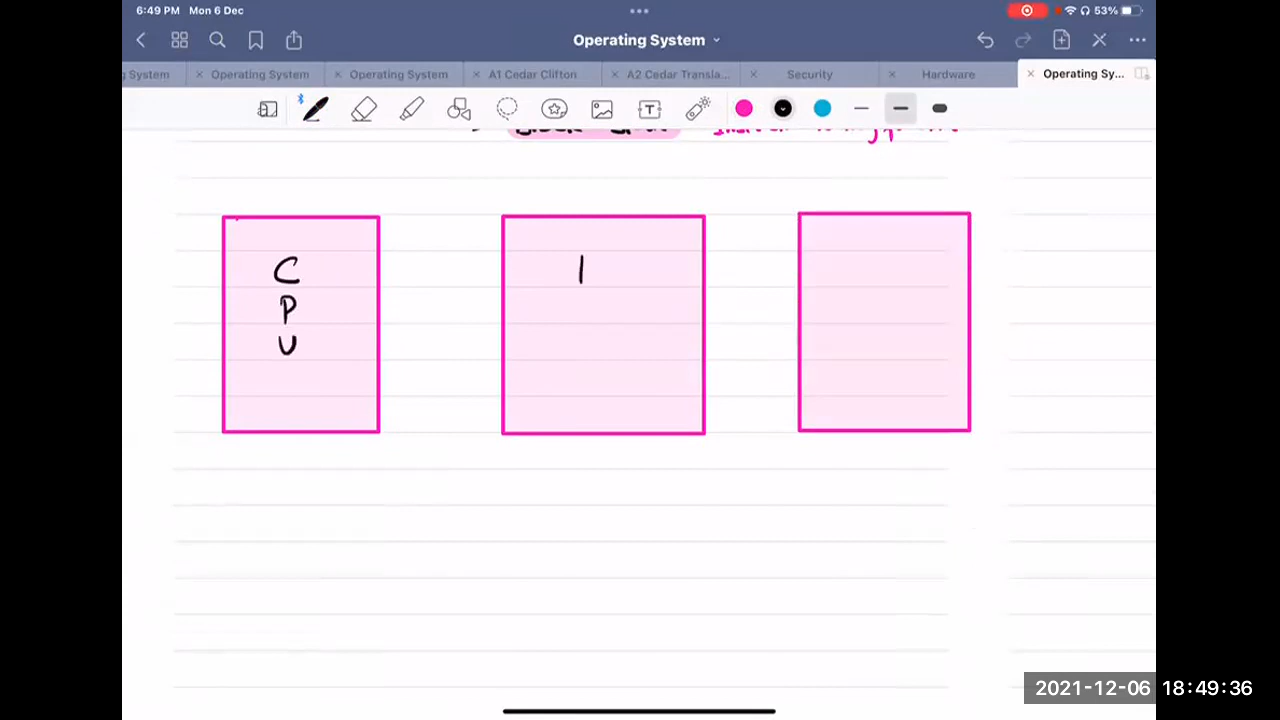 6:49 PM Mon 6 Dec
53%
Operating System
g System
Operating System
Operating System
A1 Cedar Clifton
A2 Cedar Transla...
Security
Hardware
Operating Sy...
C
P
U
I
2021-12-06 18:49:36